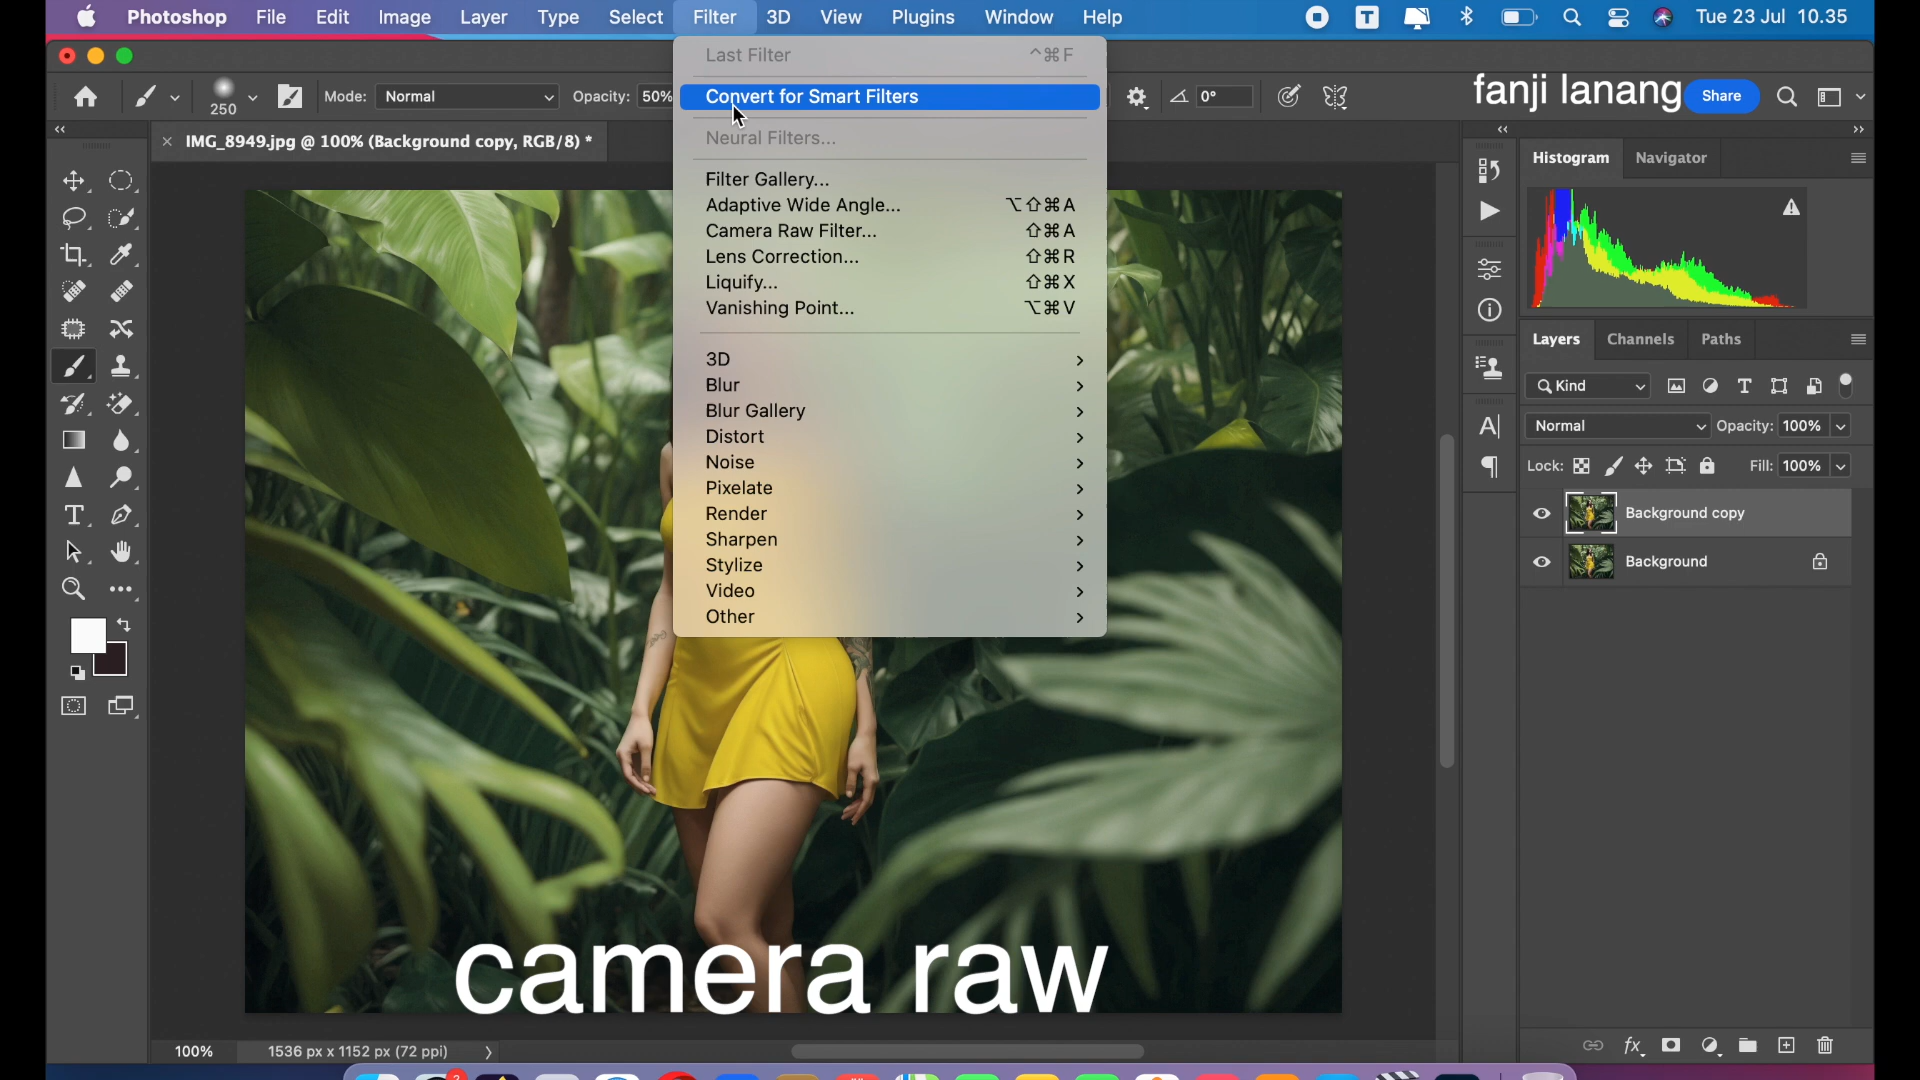 Photoshop File Edit Image Layer Type Select Filter 3D View Plugins Window Help Tue 23 Jul 10.35
Last Filter ^⌘F
250 Mode: Normal Opacity: 50% Convert for Smart Filters 0° fanji lanang Share
IMG_8949.jpg @ 100% (Background copy, RGB/8) *
Neural Filters...
Histogram Navigator
Filter Gallery...
Adaptive Wide Angle... ⌥⇧⌘A
Camera Raw Filter... ⇧⌘A
Lens Correction... ⇧⌘R
Liquify... ⇧⌘X
Vanishing Point... ⌥⌘V
Layers Channels Paths
3D
Blur
Kind
Blur Gallery
Normal Opacity: 100%
Distort
Noise
Lock: Fill: 100%
Pixelate
Render
Background copy
Sharpen
Stylize
Background
Video
Other
camera raw
100% 1536 px x 1152 px (72 ppi)